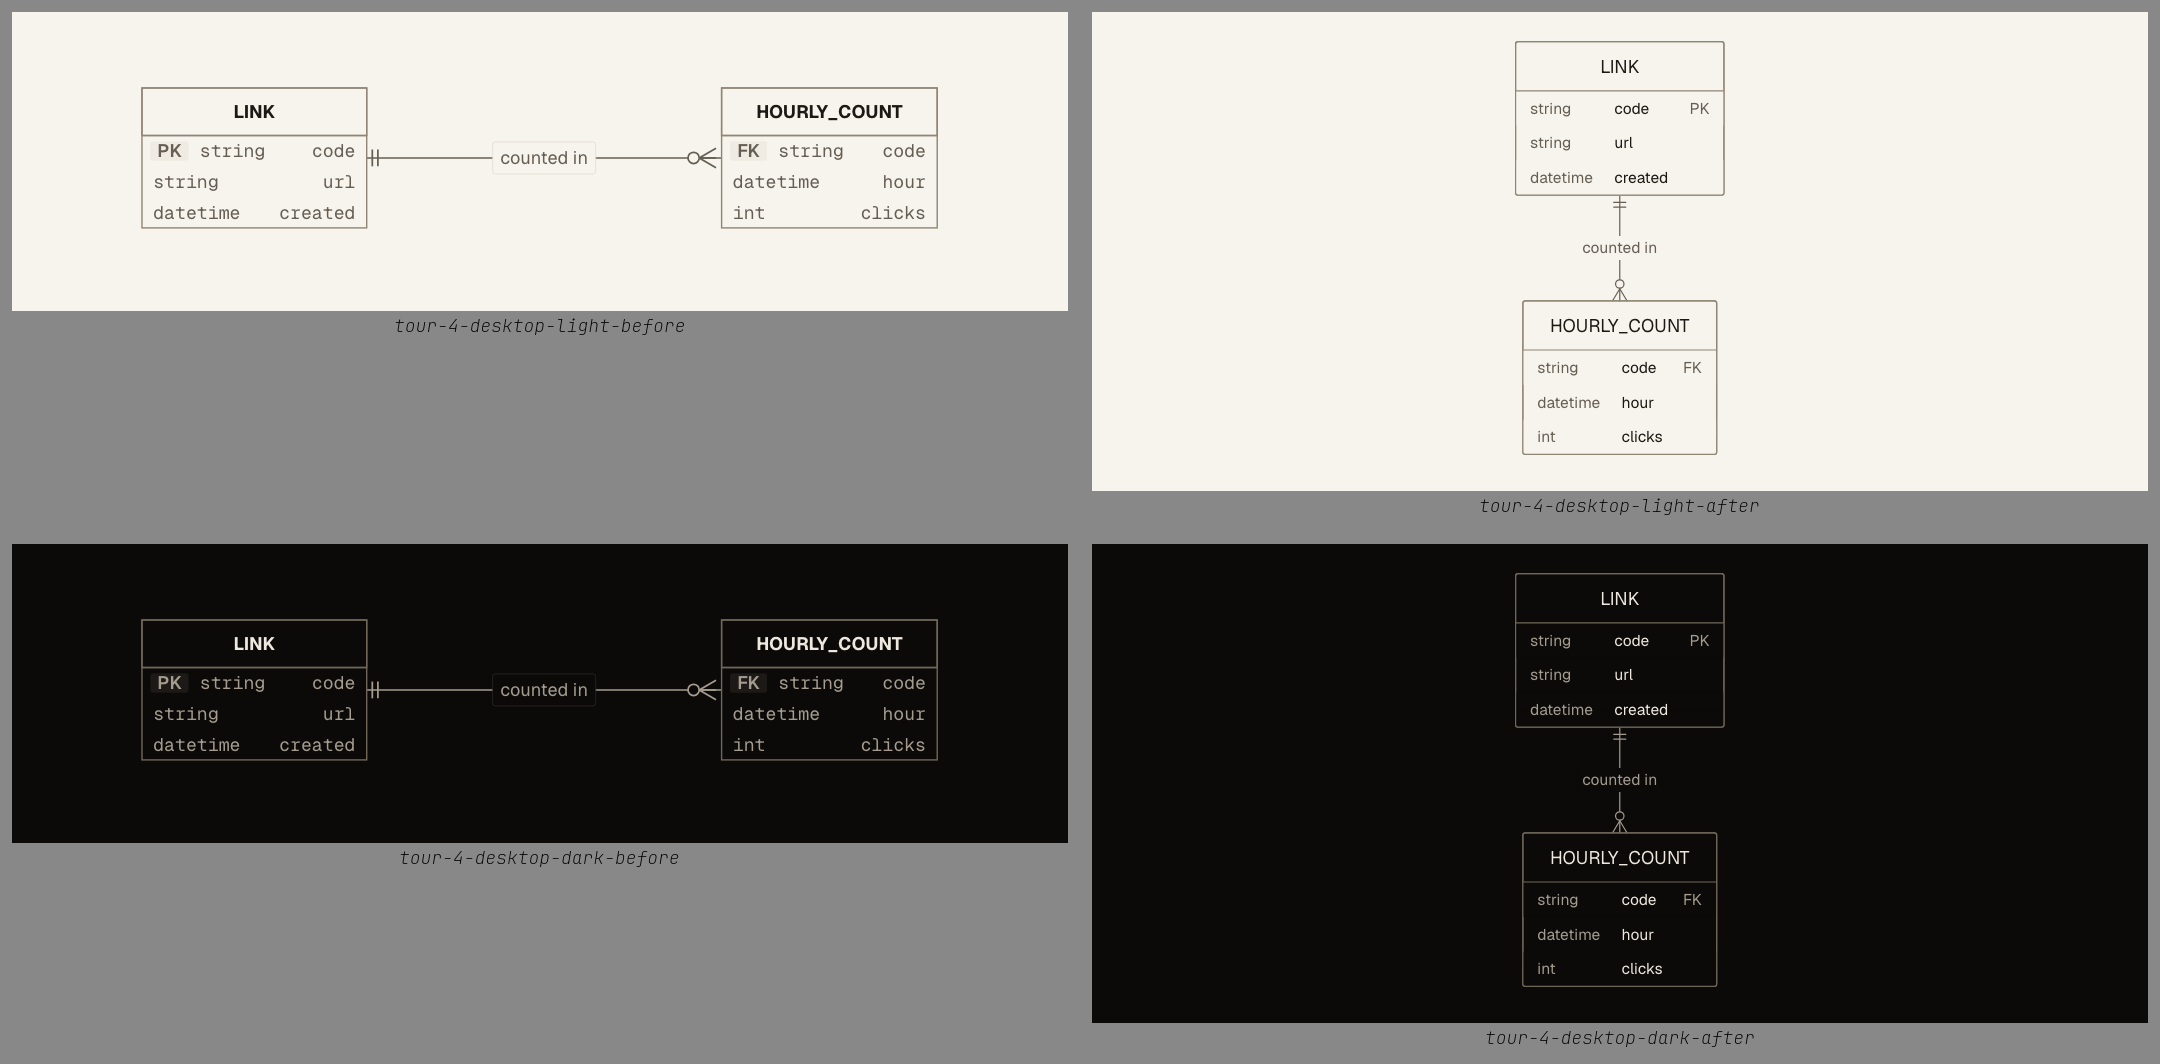 LINK
PK string code
string url
datetime created
counted in
HOURLY_COUNT
FK string code
datetime hour
int clicks
tour-4-desktop-light-before
LINK
string code PK
string url
datetime created
counted in
HOURLY_COUNT
string code FK
datetime hour
int clicks
tour-4-desktop-light-after
LINK
PK string code
string url
datetime created
counted in
HOURLY_COUNT
FK string code
datetime hour
int clicks
tour-4-desktop-dark-before
LINK
string code PK
string url
datetime created
counted in
HOURLY_COUNT
string code FK
datetime hour
int clicks
tour-4-desktop-dark-after